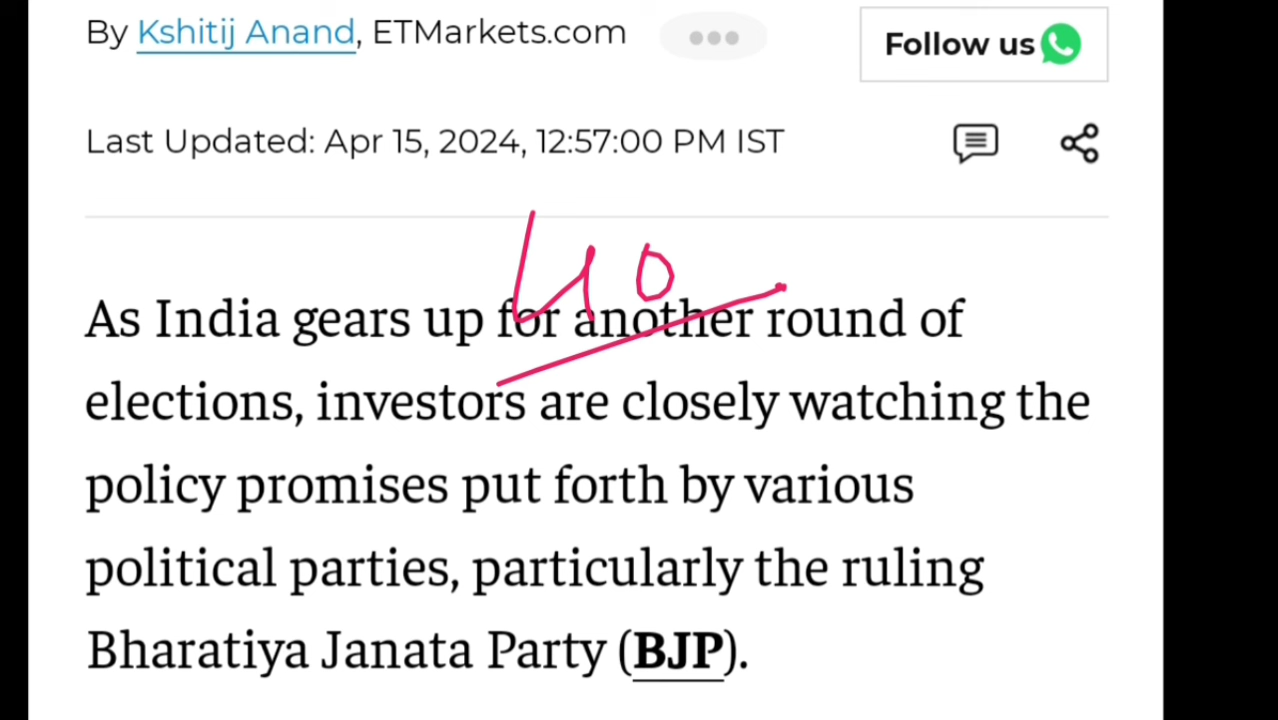 By Kshitij Anand, ETMarkets.com
Follow us
Last Updated: Apr 15, 2024, 12:57:00 PM IST
40
As India gears up for another round of
elections, investors are closely watching the
policy promises put forth by various
political parties, particularly the ruling
Bharatiya Janata Party (BJP).